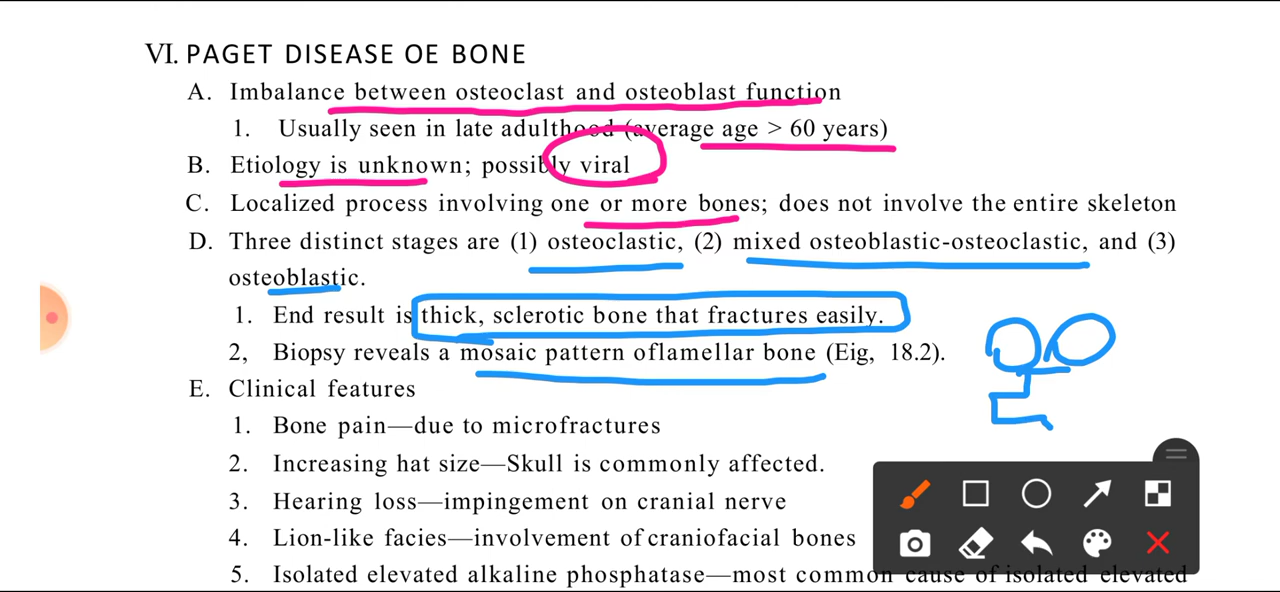 VI. PAGET DISEASE OE BONE
A. Imbalance between osteoclast and osteoblast function
1. Usually seen in late adulthood (average age > 60 years)
B. Etiology is unknown; possibly viral
C. Localized process involving one or more bones; does not involve the entire skeleton
D. Three distinct stages are (1) osteoclastic, (2) mixed osteoblastic-osteoclastic, and (3)
osteoblastic.
1. End result is thick, sclerotic bone that fractures easily.
2, Biopsy reveals a mosaic pattern oflamellar bone (Eig, 18.2).
E. Clinical features
1. Bone pain—due to microfractures
2. Increasing hat size—Skull is commonly affected.
3. Hearing loss—impingement on cranial nerve
4. Lion-like facies—involvement of craniofacial bones
5. Isolated elevated alkaline phosphatase—most common cause of isolated elevated